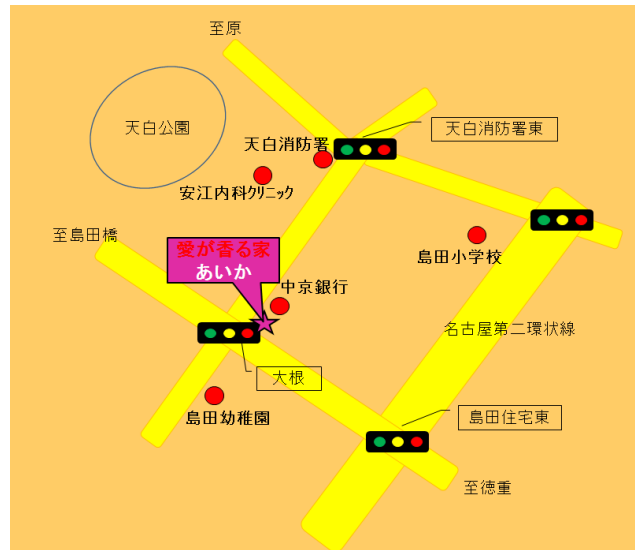 至原
天白公園
天白消防署
天白消防署東
安江内科ｸﾘﾆｯｸ
至島田橋
愛が香る家
あいか
島田小学校
中京銀行
名古屋第二環状線
大根
島田幼稚園
島田住宅東
至徳重